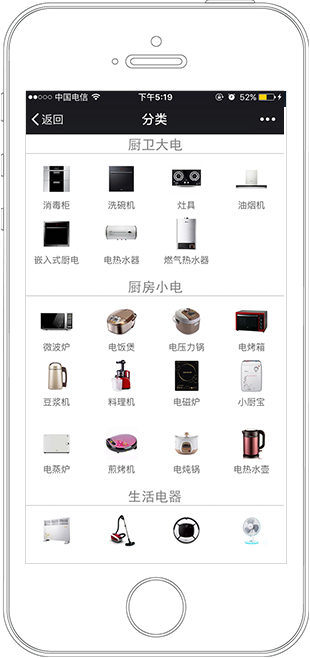 ●●○○○ 中国电信 下午5:19 52%
返回 分类 •••
厨卫大电
消毒柜 洗碗机 灶具 油烟机
嵌入式厨电 电热水器 燃气热水器
厨房小电
微波炉 电饭煲 电压力锅 电烤箱
豆浆机 料理机 电磁炉 小厨宝
电蒸炉 煎烤机 电炖锅 电热水壶
生活电器